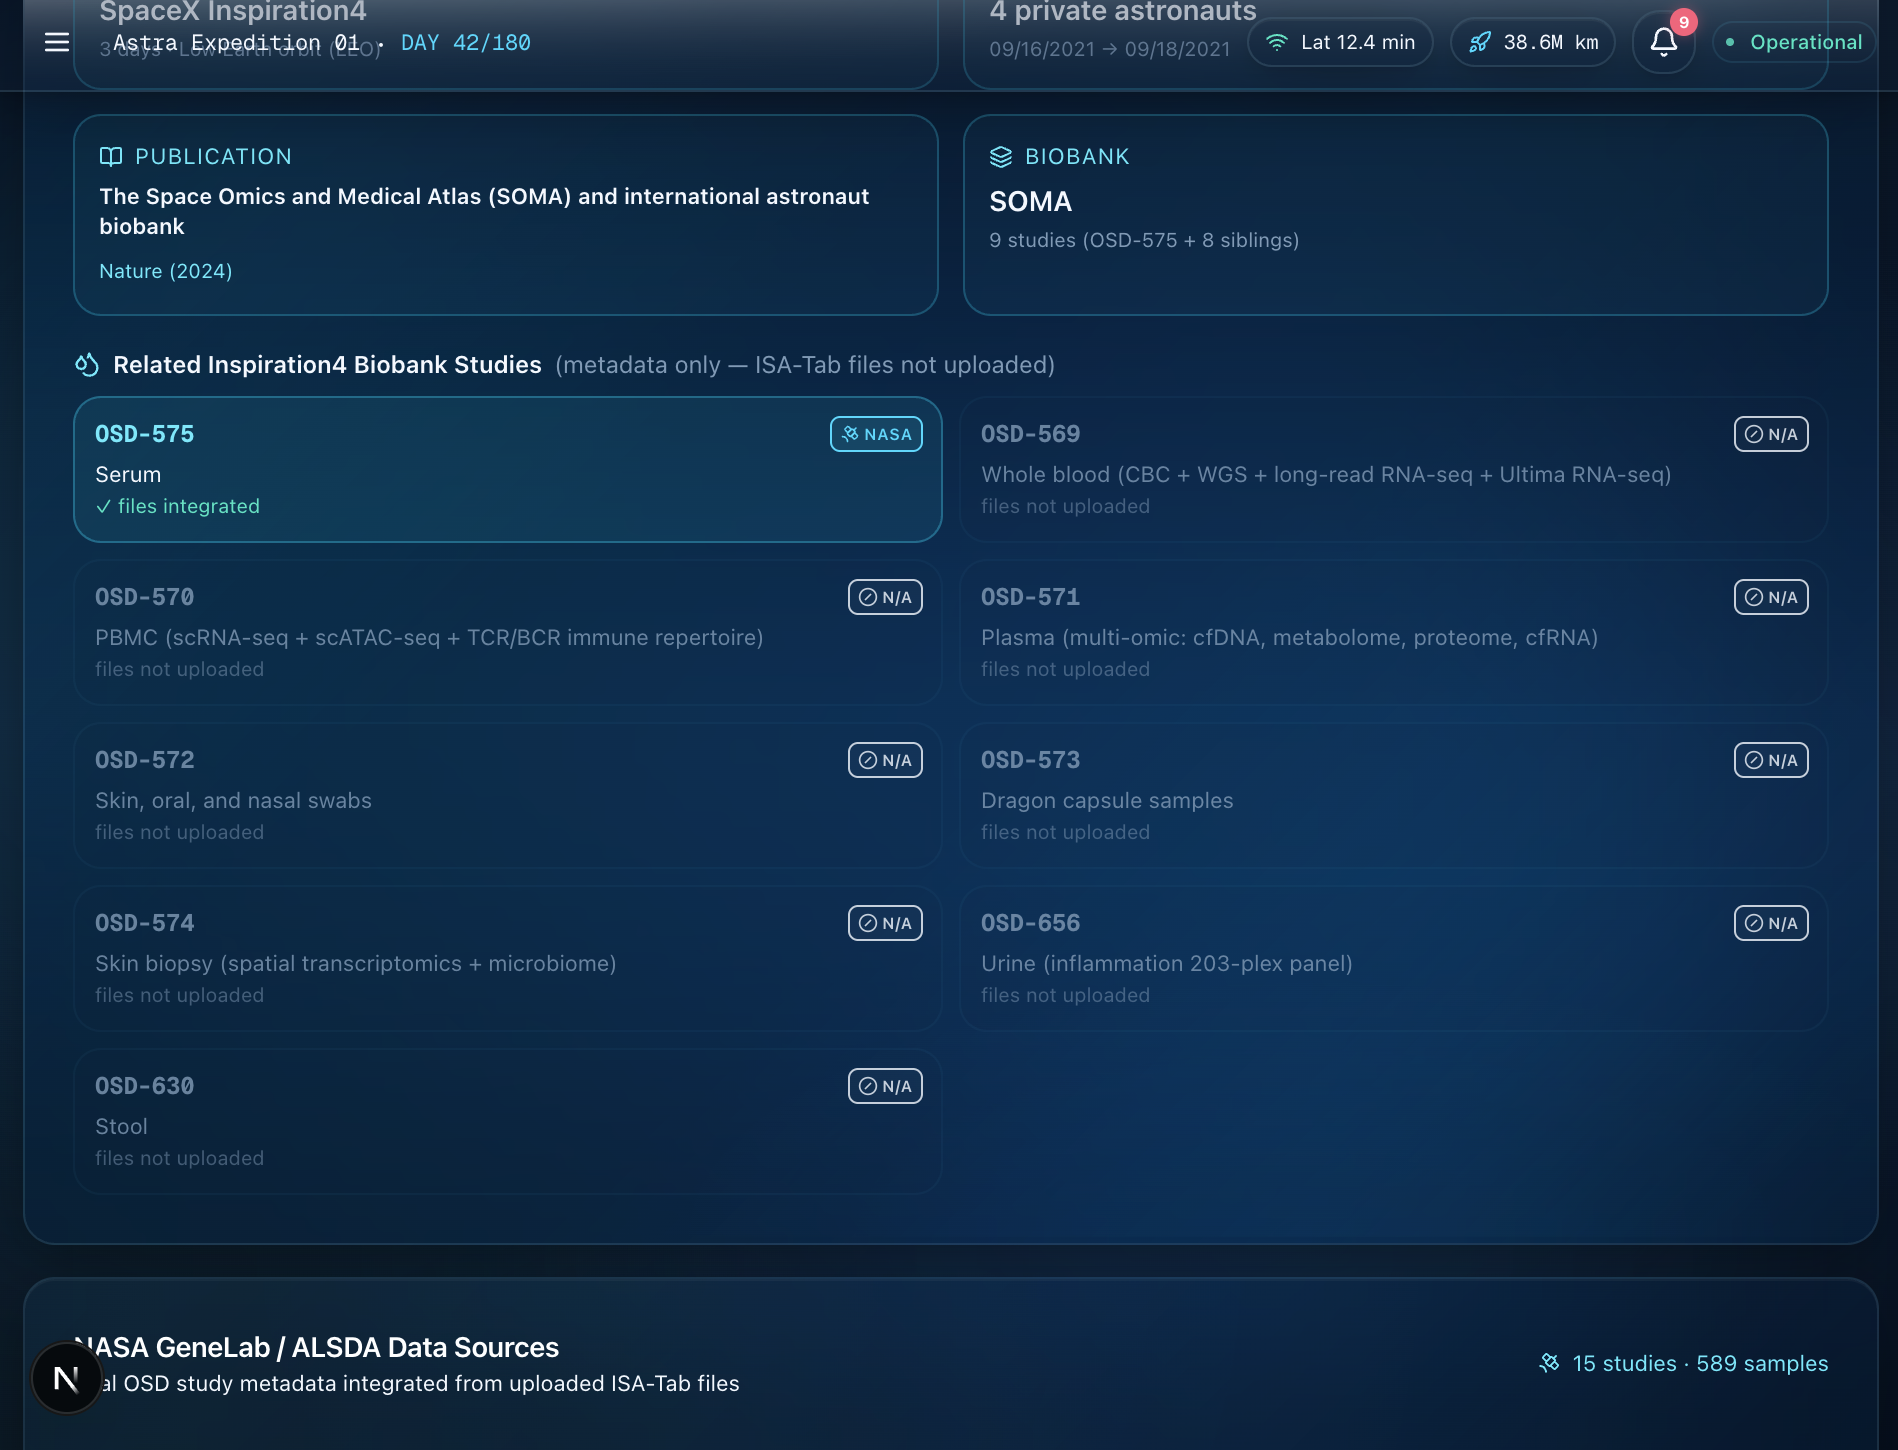 SpaceX Inspiration4
3 days · Low Earth orbit (LEO)
4 private astronauts
09/16/2021 → 09/18/2021
Astra Expedition 01 · DAY 42/180
Lat 12.4 min
38.6M km
9
Operational
PUBLICATION
The Space Omics and Medical Atlas (SOMA) and international astronaut
biobank
Nature (2024)
BIOBANK
SOMA
9 studies (OSD-575 + 8 siblings)
Related Inspiration4 Biobank Studies (metadata only — ISA-Tab files not uploaded)
OSD-575
NASA
Serum
✓ files integrated
OSD-569
N/A
Whole blood (CBC + WGS + long-read RNA-seq + Ultima RNA-seq)
files not uploaded
OSD-570
N/A
PBMC (scRNA-seq + scATAC-seq + TCR/BCR immune repertoire)
files not uploaded
OSD-571
N/A
Plasma (multi-omic: cfDNA, metabolome, proteome, cfRNA)
files not uploaded
OSD-572
N/A
Skin, oral, and nasal swabs
files not uploaded
OSD-573
N/A
Dragon capsule samples
files not uploaded
OSD-574
N/A
Skin biopsy (spatial transcriptomics + microbiome)
files not uploaded
OSD-656
N/A
Urine (inflammation 203-plex panel)
files not uploaded
OSD-630
N/A
Stool
files not uploaded
NASA GeneLab / ALSDA Data Sources
OSD study metadata integrated from uploaded ISA-Tab files
15 studies · 589 samples
N